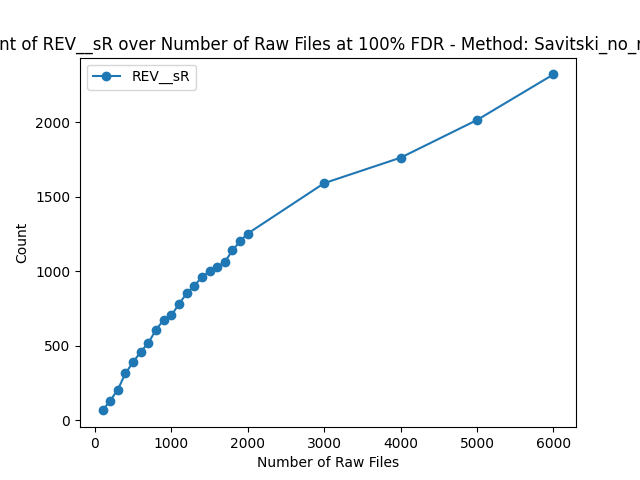 nt of REV__sR over Number of Raw Files at 100% FDR - Method: Savitski_no_r
REV__sR
Count
2000
1500
1000
500
0
0 1000 2000 3000 4000 5000 6000
Number of Raw Files